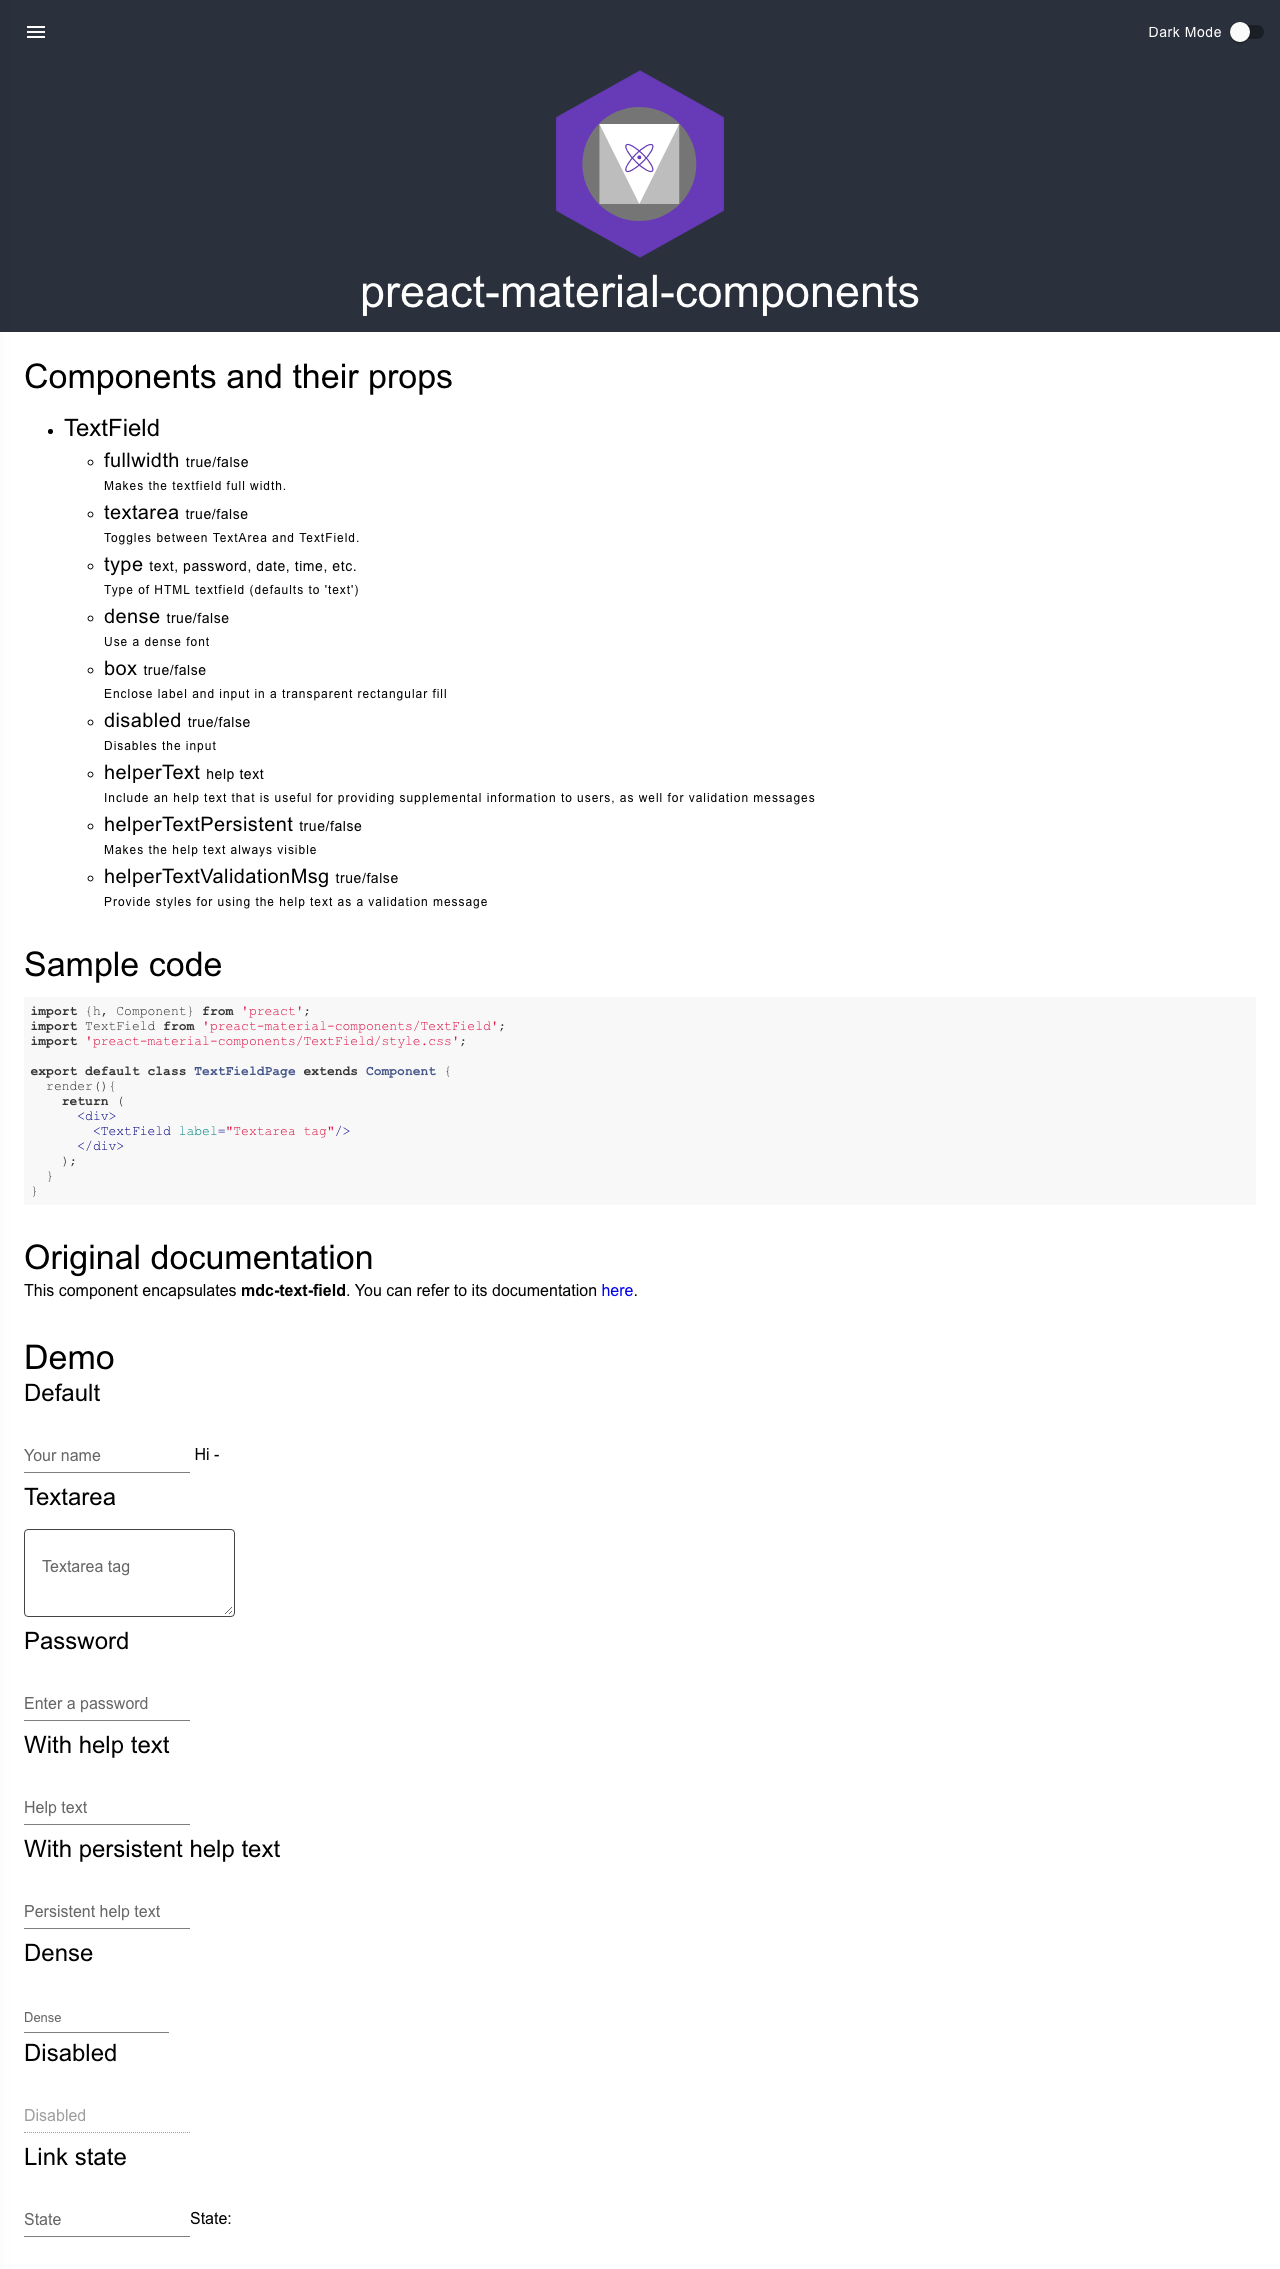 Dark Mode
preact-material-components
Components and their props
TextField
fullwidth true/false
Makes the textfield full width.
textarea true/false
Toggles between TextArea and TextField.
type text, password, date, time, etc.
Type of HTML textfield (defaults to 'text')
dense true/false
Use a dense font
box true/false
Enclose label and input in a transparent rectangular fill
disabled true/false
Disables the input
helperText help text
Include an help text that is useful for providing supplemental information to users, as well for validation messages
helperTextPersistent true/false
Makes the help text always visible
helperTextValidationMsg true/false
Provide styles for using the help text as a validation message
Sample code
import {h, Component} from 'preact';
import TextField from 'preact-material-components/TextField';
import 'preact-material-components/TextField/style.css';
export default class TextFieldPage extends Component {
render(){
return (
<div>
<TextField label="Textarea tag"/>
</div>
);
}
}
Original documentation
This component encapsulates mdc-text-field. You can refer to its documentation here.
Demo
Default
Your name Hi -
Textarea
Textarea tag
Password
Enter a password
With help text
Help text
With persistent help text
Persistent help text
Dense
Dense
Disabled
Disabled
Link state
State State: